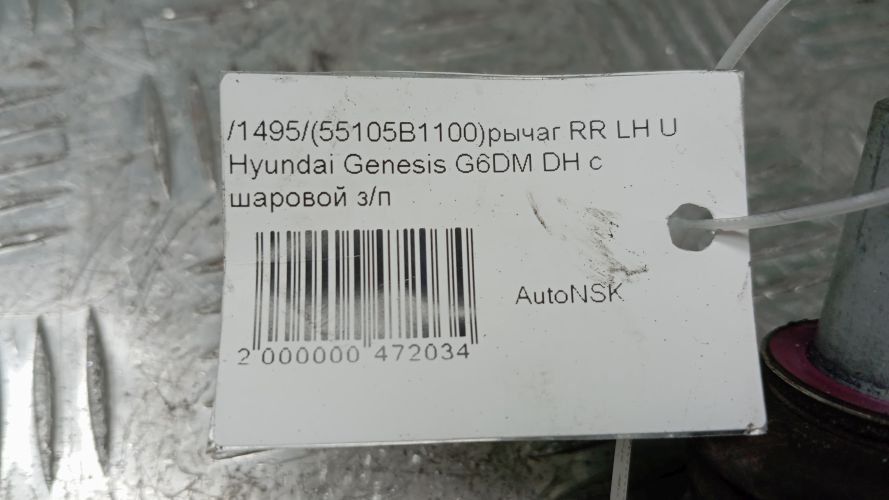 /1495/(55105B1100)рычаг RR LH U
Hyundai Genesis G6DM DH с
шаровой з/п
AutoNSK
2 000000 472034